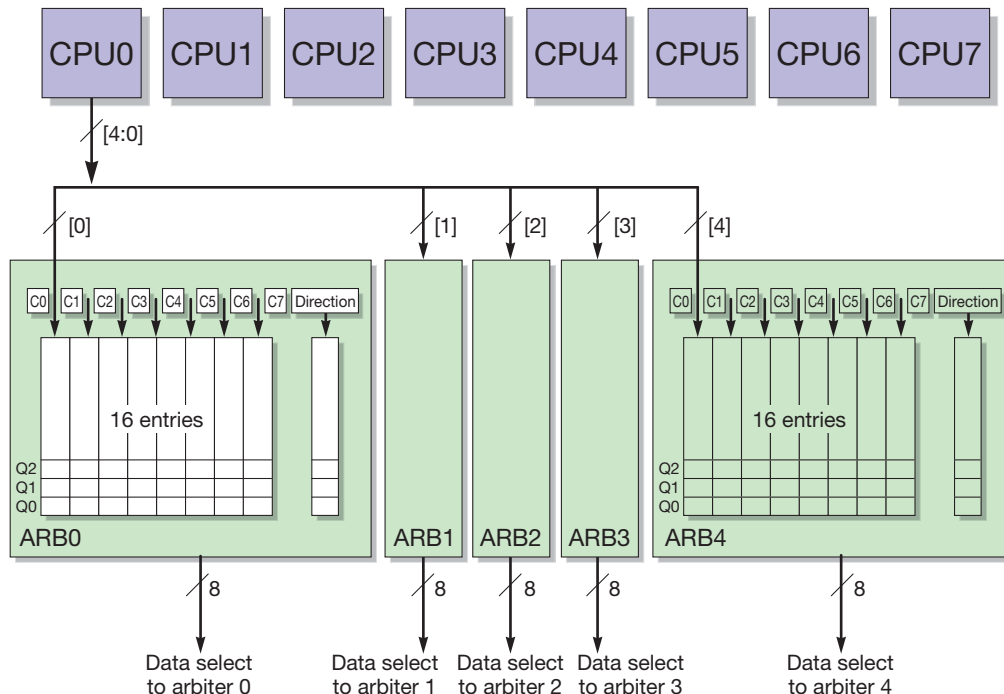 CPU0 CPU1 CPU2 CPU3 CPU4 CPU5 CPU6 CPU7
[4:0]
[0] [1] [2] [3] [4]
C0 C1 C2 C3 C4 C5 C6 C7 Direction
C0 C1 C2 C3 C4 C5 C6 C7 Direction
16 entries
16 entries
Q2
Q1
Q0
Q2
Q1
Q0
ARB0 ARB1 ARB2 ARB3 ARB4
8 8 8 8 8
Data select
to arbiter 0
Data select
to arbiter 1
Data select
to arbiter 2
Data select
to arbiter 3
Data select
to arbiter 4